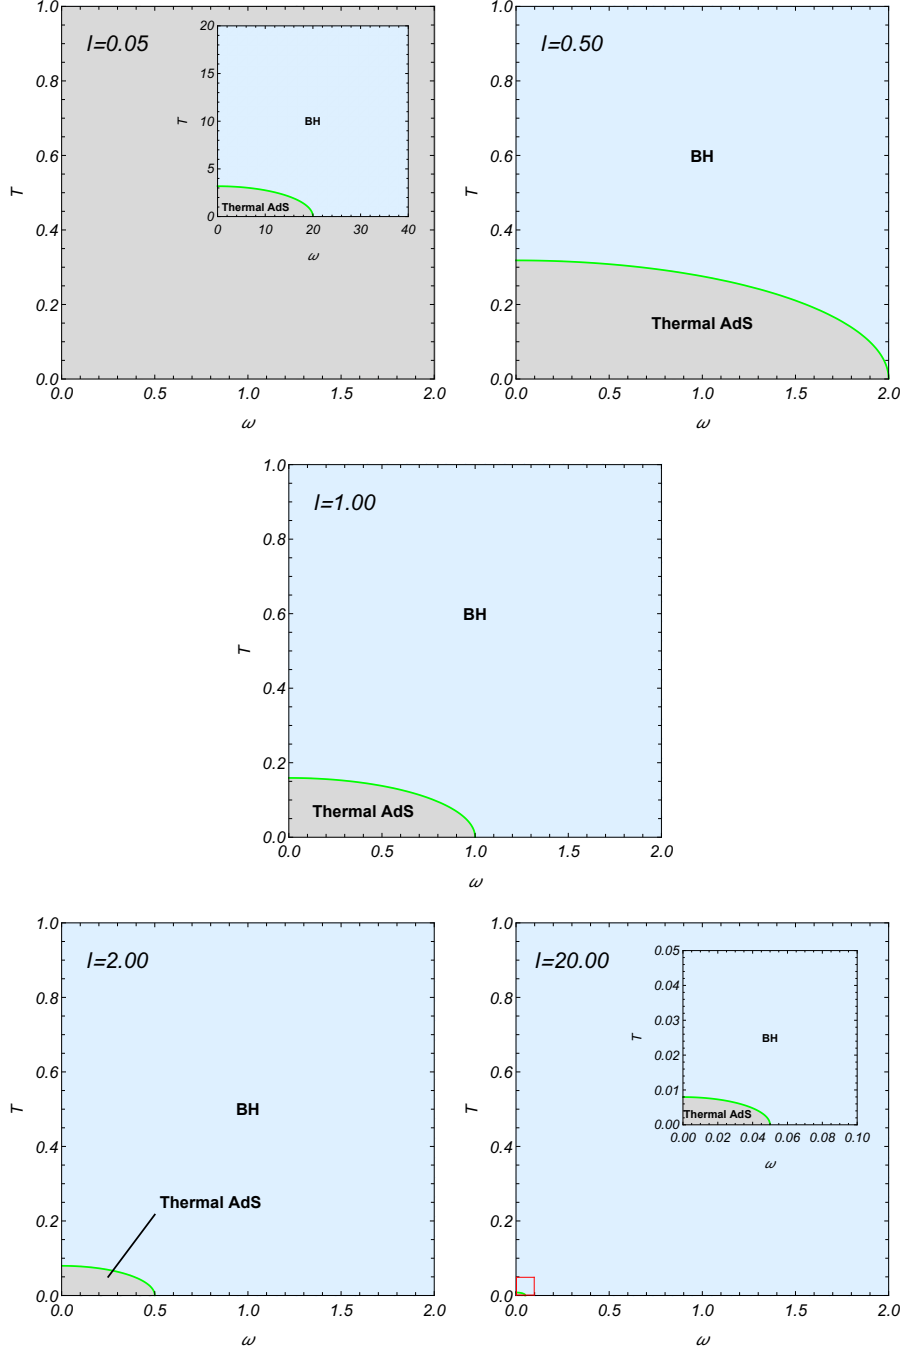 l=0.05
T
1.0
0.8
0.6
0.4
0.2
0.0
0.0 0.5 1.0 1.5 2.0
ω
T
20
15
10
5
0
0 10 20 30 40
ω
BH
Thermal AdS
l=0.50
T
1.0
0.8
0.6
0.4
0.2
0.0
0.0 0.5 1.0 1.5 2.0
ω
BH
Thermal AdS
l=1.00
T
1.0
0.8
0.6
0.4
0.2
0.0
0.0 0.5 1.0 1.5 2.0
ω
BH
Thermal AdS
l=2.00
T
1.0
0.8
0.6
0.4
0.2
0.0
0.0 0.5 1.0 1.5 2.0
ω
BH
Thermal AdS
l=20.00
T
1.0
0.8
0.6
0.4
0.2
0.0
0.0 0.5 1.0 1.5 2.0
ω
T
0.05
0.04
0.03
0.02
0.01
0.00
0.00 0.02 0.04 0.06 0.08 0.10
ω
BH
Thermal AdS